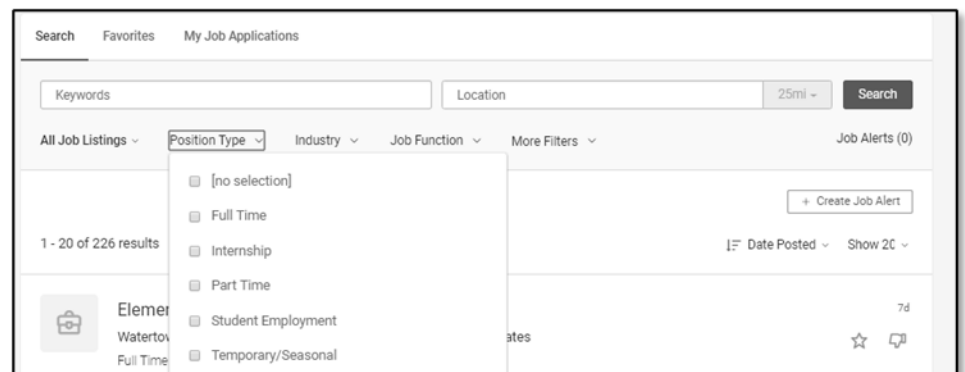 Search Favorites My Job Applications
Keywords Location 25mi Search
All Job Listings Position Type Industry Job Function More Filters Job Alerts (0)
[no selection]
+ Create Job Alert
Full Time
1 - 20 of 226 results Date Posted Show 20
Internship
Part Time
7d
Student Employment
Temporary/Seasonal
Full Time